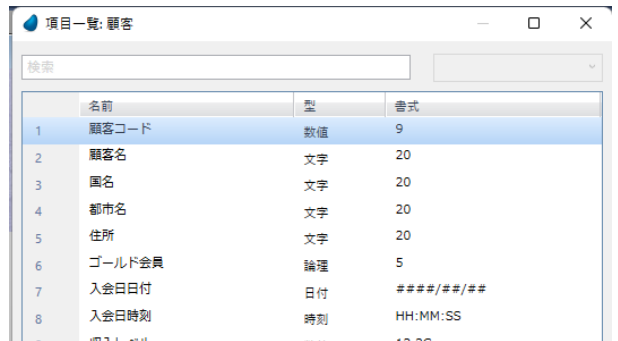 項目一覧: 顧客
検索
名前 型 書式
1 顧客コード 数値 9
2 顧客名 文字 20
3 国名 文字 20
4 都市名 文字 20
5 住所 文字 20
6 ゴールド会員 論理 5
7 入会日日付 日付 ####/##/##
8 入会日時刻 時刻 HH:MM:SS